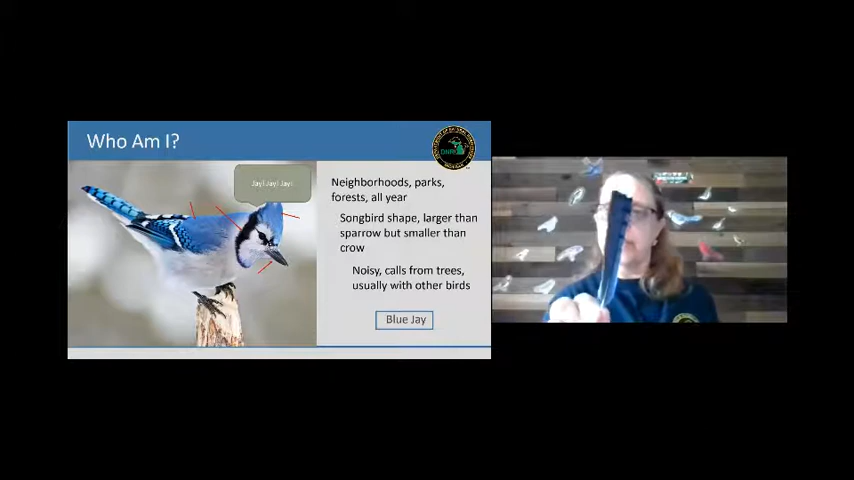 Who Am I?
Jay! Jay! Jay!
Neighborhoods, parks,
forests, all year
Songbird shape, larger than
sparrow but smaller than
crow
Noisy, calls from trees,
usually with other birds
Blue Jay
DNR